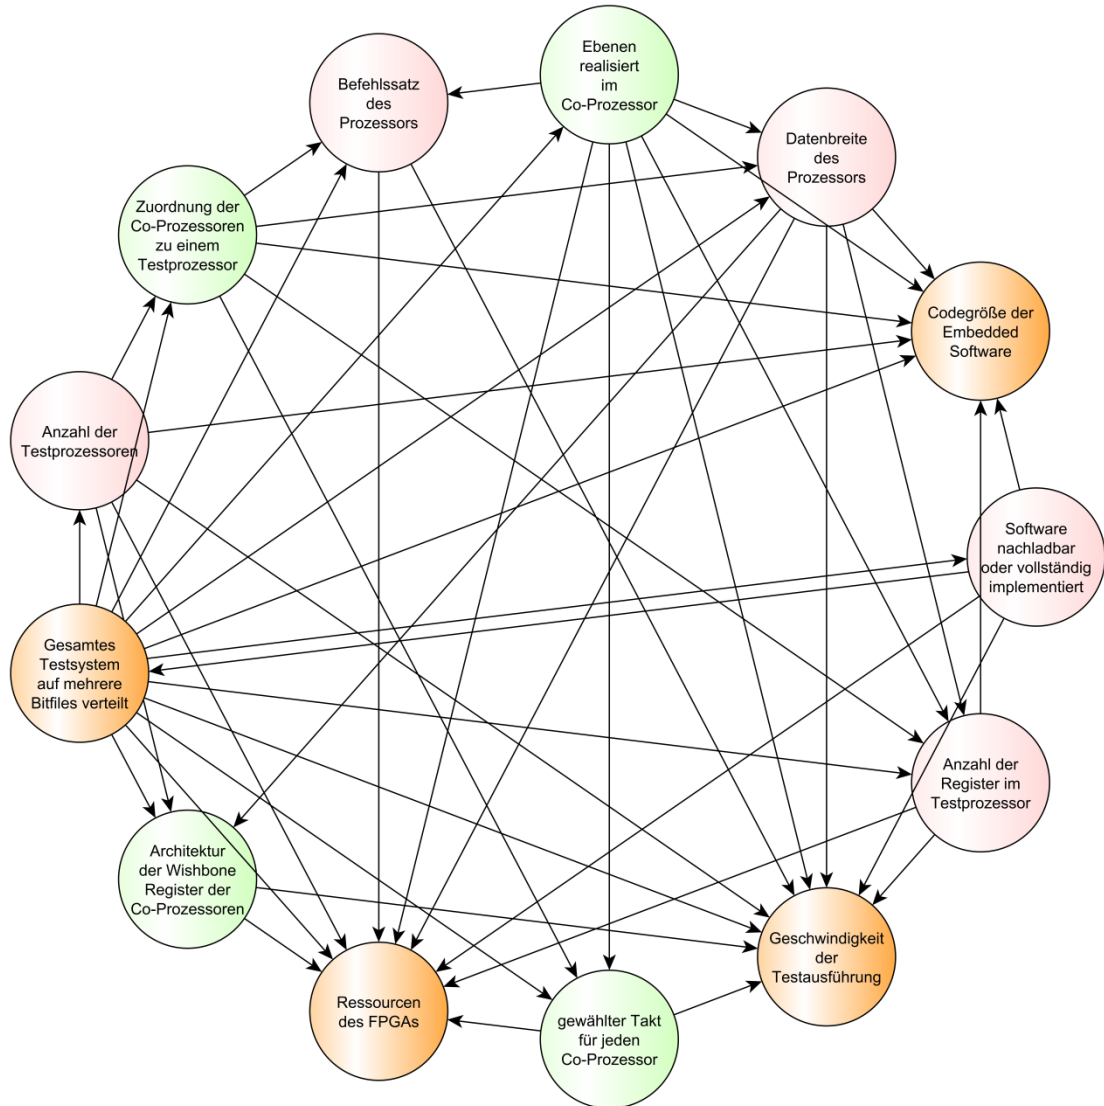 Ebenen
realisiert
im
Co-Prozessor
Befehlssatz
des
Prozessors
Datenbreite
des
Prozessors
Zuordnung der
Co-Prozessoren
zu einem
Testprozessor
Codegröße der
Embedded
Software
Anzahl der
Testprozessoren
Software
nachladbar
oder vollständig
implementiert
Gesamtes
Testsystem
auf mehrere
Bitfiles verteilt
Anzahl der
Register im
Testprozessor
Architektur
der Wishbone
Register der
Co-Prozessoren
Geschwindigkeit
der
Testausführung
Ressourcen
des FPGAs
gewählter Takt
für jeden
Co-Prozessor